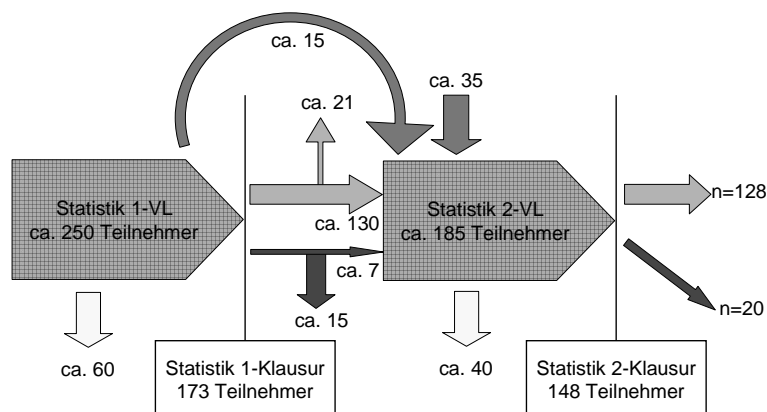 ca. 15
ca. 35
ca. 21
Statistik 1-VL
ca. 250 Teilnehmer
ca. 130
Statistik 2-VL
ca. 185 Teilnehmer
n=128
ca. 7
ca. 15
n=20
ca. 60
Statistik 1-Klausur
173 Teilnehmer
ca. 40
Statistik 2-Klausur
148 Teilnehmer